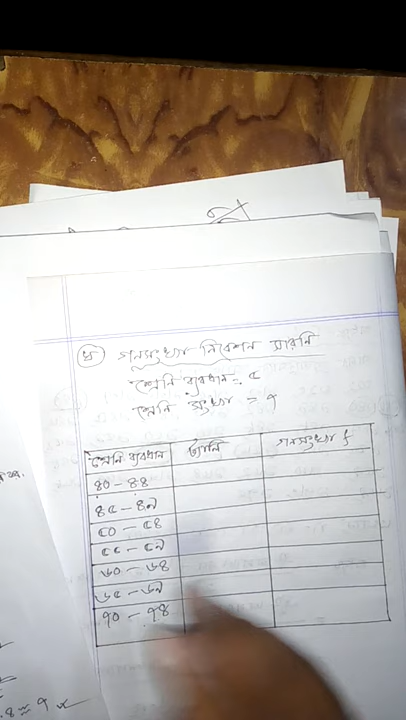 খ গনসংখ্যা নিবেশন সারনি
শ্রেনি ব্যবধান = ৫
শ্রেনি সংখ্যা = ৭
শ্রেনি ব্যবধান ট্যালি গনসংখ্যা f
৪০ - ৪৪
৪৫ - ৪৯
৫০ - ৫৪
৫৫ - ৫৯
৬০ - ৬৪
৬৫ - ৬৯
৭০ - ৭৪